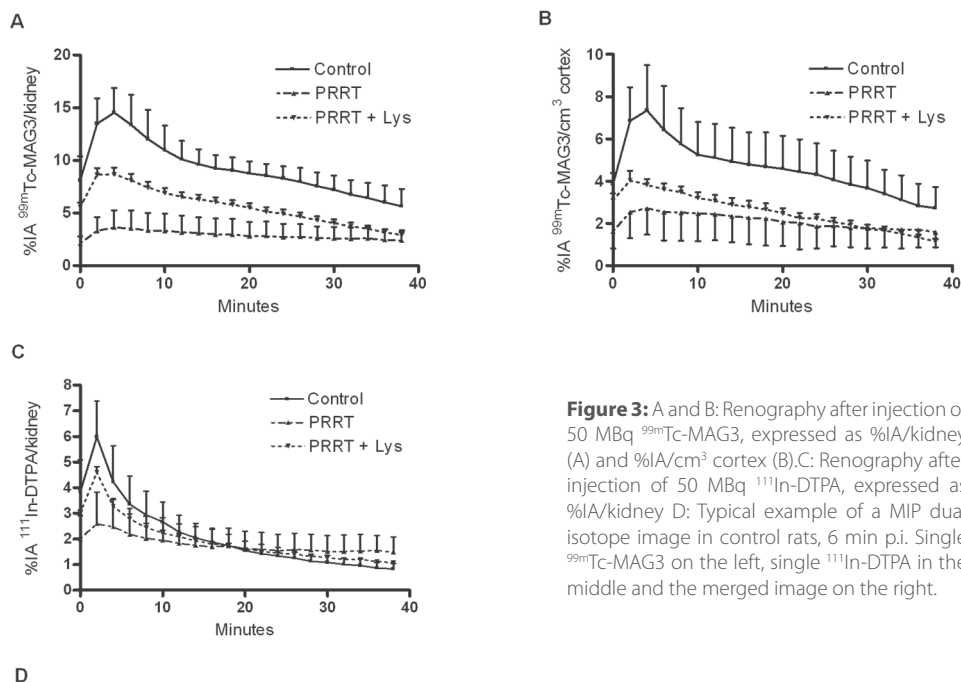 A
20
15
10
5
0
%IA ⁹⁹ᵐTc-MAG3/kidney
Control
PRRT
PRRT + Lys
0 10 20 30 40
Minutes
B
10
8
6
4
2
0
%IA ⁹⁹ᵐTc-MAG3/cm³ cortex
Control
PRRT
PRRT + Lys
0 10 20 30 40
Minutes
C
8
7
6
5
4
3
2
1
0
%IA ¹¹¹In-DTPA/kidney
Control
PRRT
PRRT + Lys
0 10 20 30 40
Minutes
Figure 3: A and B: Renography after injection o
50 MBq ⁹⁹ᵐTc-MAG3, expressed as %IA/kidney
(A) and %IA/cm³ cortex (B).C: Renography after
injection of 50 MBq ¹¹¹In-DTPA, expressed as
%IA/kidney D: Typical example of a MIP dua
isotope image in control rats, 6 min p.i. Single
⁹⁹ᵐTc-MAG3 on the left, single ¹¹¹In-DTPA in the
middle and the merged image on the right.
D